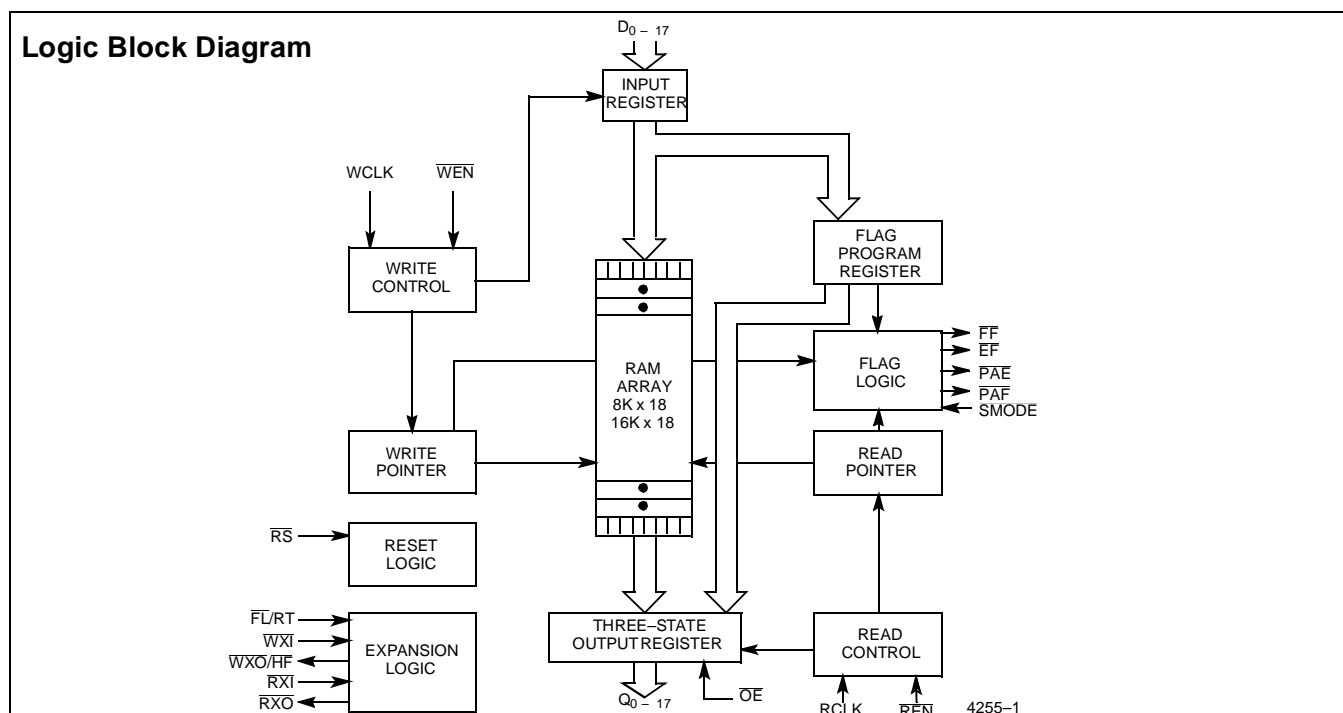 Logic Block Diagram
D0 – 17
INPUT
REGISTER
WCLK
WEN
WRITE
CONTROL
FLAG
PROGRAM
REGISTER
FF
EF
PAE
PAF
SMODE
FLAG
LOGIC
RAM
ARRAY
8K x 18
16K x 18
WRITE
POINTER
READ
POINTER
RS
RESET
LOGIC
FL/RT
WXI
WXO/HF
RXI
RXO
EXPANSION
LOGIC
THREE–STATE
OUTPUT REGISTER
READ
CONTROL
Q0 – 17
OE
RCLK
REN
4255–1